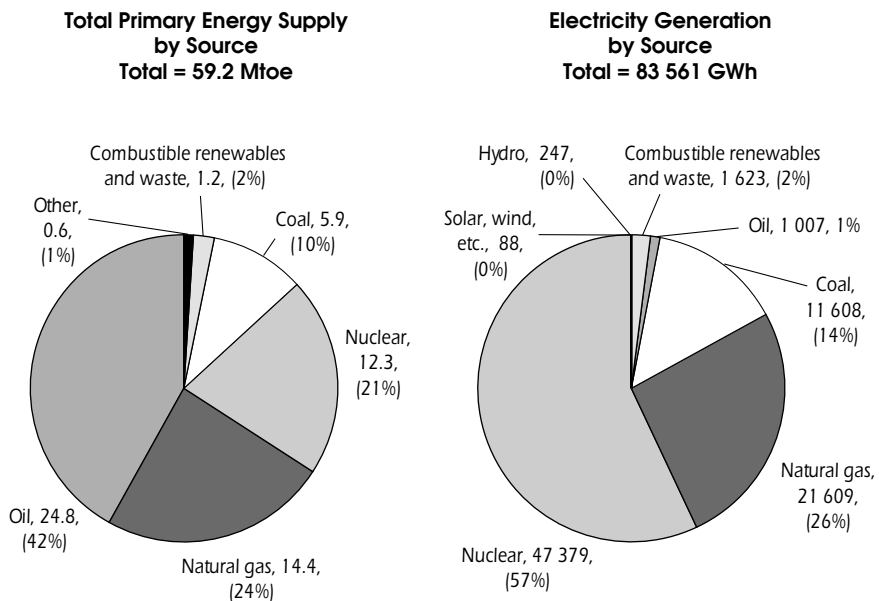 Total Primary Energy Supply
by Source
Total = 59.2 Mtoe
Combustible renewables
and waste, 1.2, (2%)
Other,
0.6,
(1%)
Coal, 5.9,
(10%)
Nuclear,
12.3,
(21%)
Oil, 24.8,
(42%)
Natural gas, 14.4,
(24%)
Electricity Generation
by Source
Total = 83 561 GWh
Hydro, 247,
(0%)
Combustible renewables
and waste, 1 623, (2%)
Solar, wind,
etc., 88,
(0%)
Oil, 1 007, 1%
Coal,
11 608,
(14%)
Natural gas,
21 609,
(26%)
Nuclear, 47 379,
(57%)